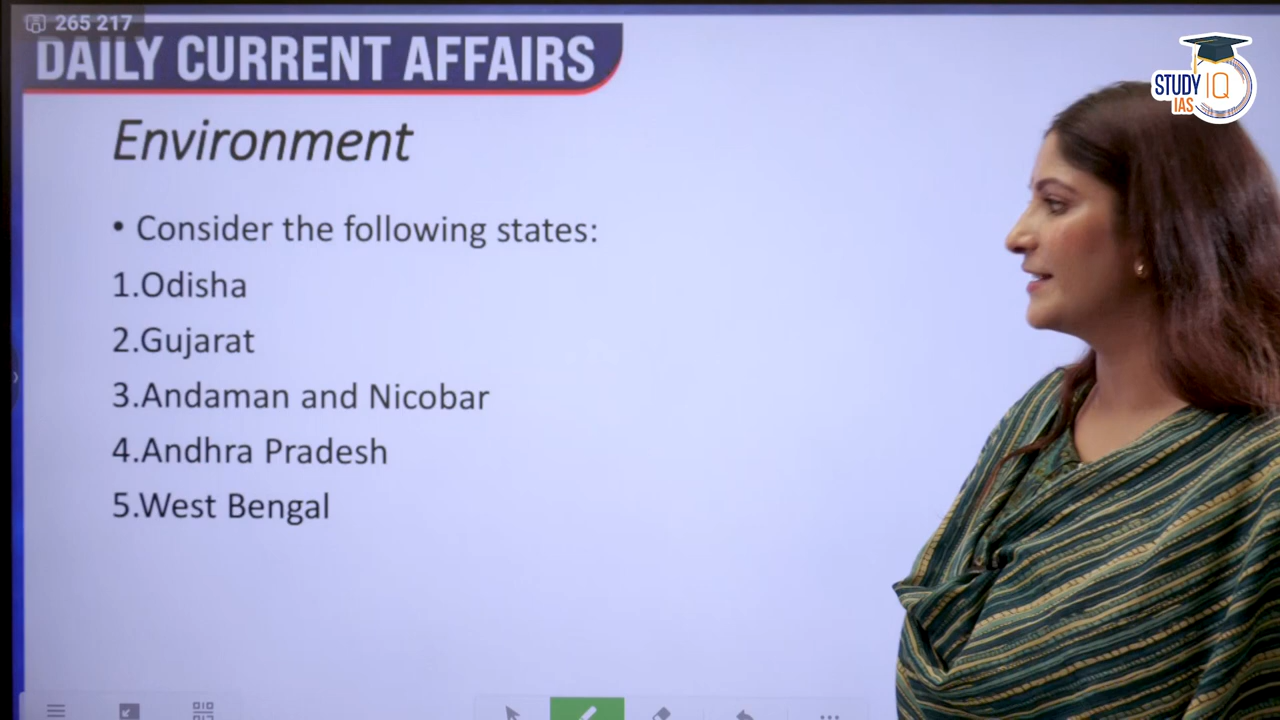 265 217
DAILY CURRENT AFFAIRS
STUDY IQ
IAS
Environment
• Consider the following states:
1.Odisha
2.Gujarat
3.Andaman and Nicobar
4.Andhra Pradesh
5.West Bengal